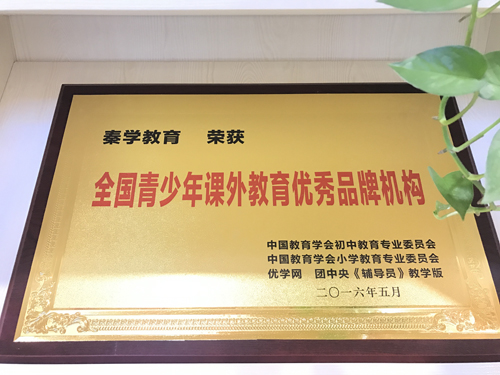 秦学教育 荣获
全国青少年课外教育优秀品牌机构
中国教育学会初中教育专业委员会
中国教育学会小学教育专业委员会
优学网 团中央《辅导员》教学版
二〇一六年五月